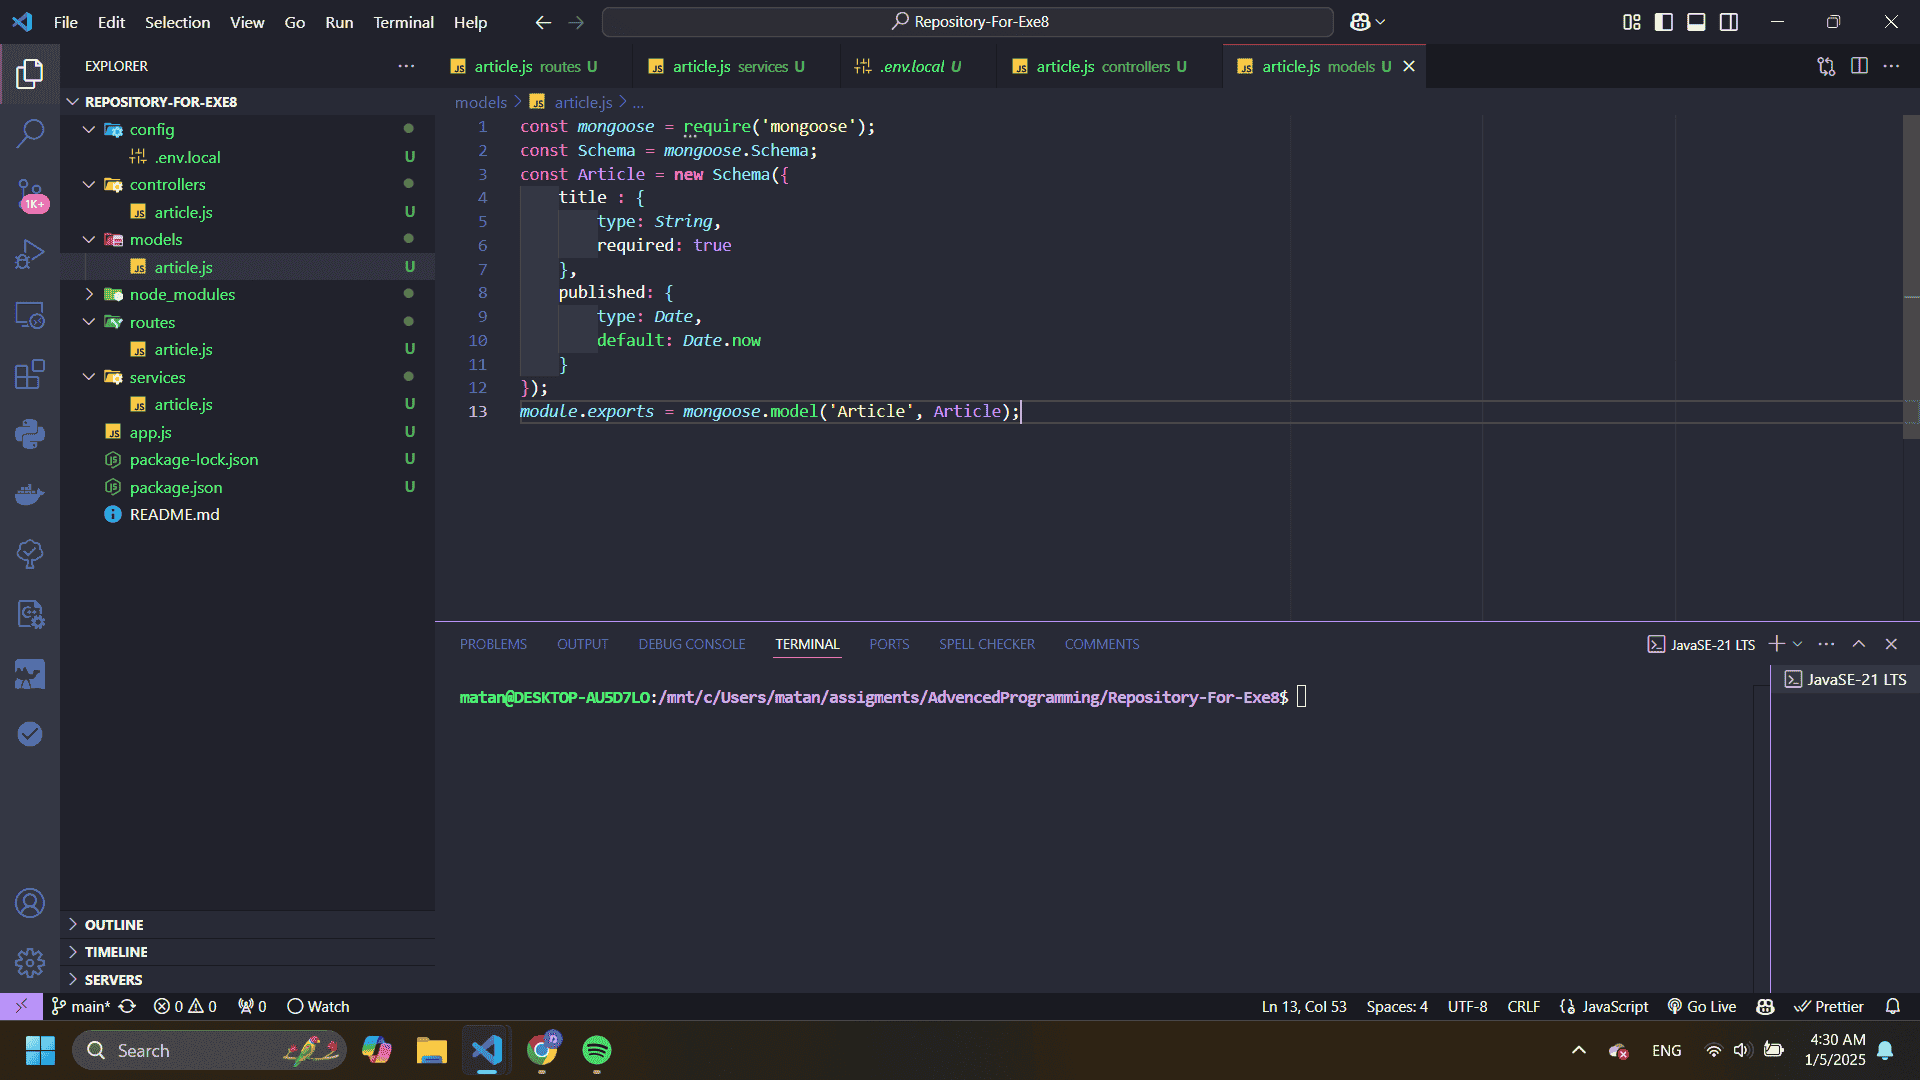 File Edit Selection View Go Run Terminal Help
Repository-For-Exe8
EXPLORER
article.js routes U
article.js services U
.env.local U
article.js controllers U
article.js models U
REPOSITORY-FOR-EXE8
config
.env.local U
controllers
article.js U
models
article.js U
node_modules
routes
article.js U
services
article.js U
app.js U
package-lock.json U
package.json U
README.md
OUTLINE
TIMELINE
SERVERS
1K+
models > article.js > ...
1 const mongoose = require('mongoose');
2 const Schema = mongoose.Schema;
3 const Article = new Schema({
4 title : {
5 type: String,
6 required: true
7 },
8 published: {
9 type: Date,
10 default: Date.now
11 }
12 });
13 module.exports = mongoose.model('Article', Article);
PROBLEMS OUTPUT DEBUG CONSOLE TERMINAL PORTS SPELL CHECKER COMMENTS
JavaSE-21 LTS
matan@DESKTOP-AU5D7LO:/mnt/c/Users/matan/assigments/AdvencedProgramming/Repository-For-Exe8$
JavaSE-21 LTS
main* 0 0 0 Watch
Ln 13, Col 53 Spaces: 4 UTF-8 CRLF JavaScript Go Live Prettier
Search
ENG
4:30 AM
1/5/2025